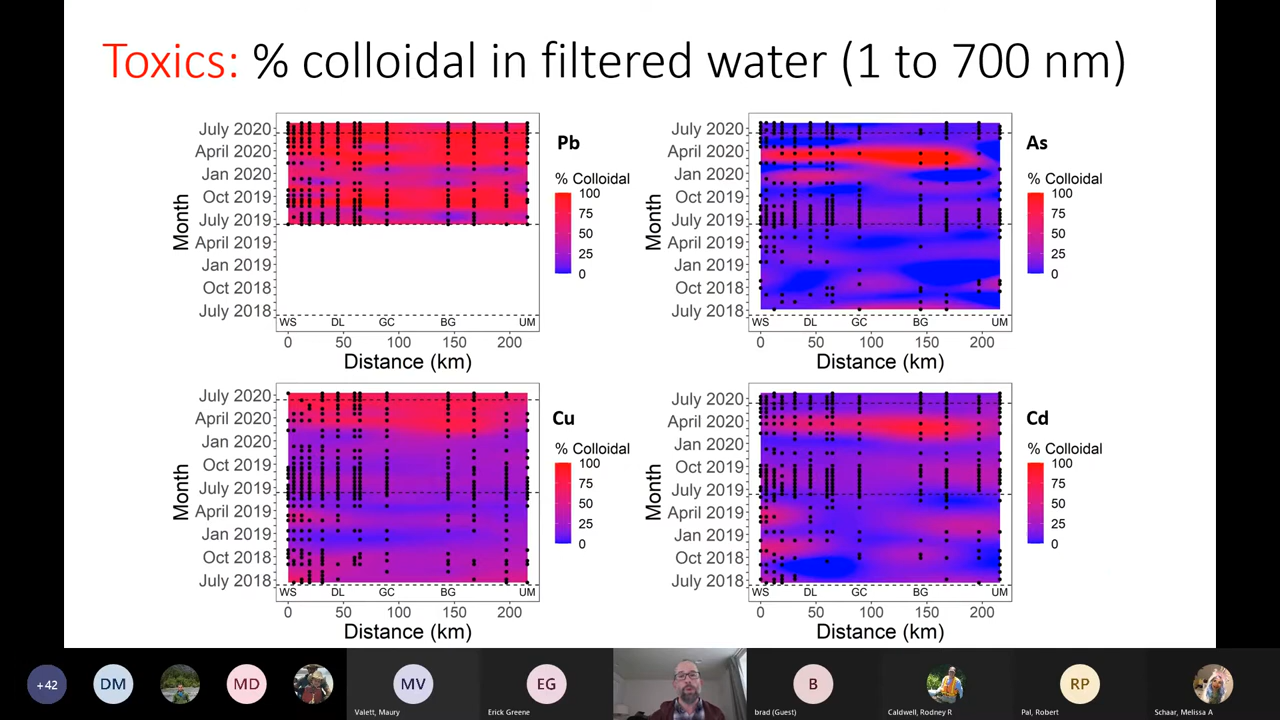 Toxics: % colloidal in filtered water (1 to 700 nm)
Pb
% Colloidal
100
75
50
25
0
Month
July 2020
April 2020
Jan 2020
Oct 2019
July 2019
April 2019
Jan 2019
Oct 2018
July 2018
WS DL GC BG UM
0 50 100 150 200
Distance (km)
As
% Colloidal
100
75
50
25
0
Month
July 2020
April 2020
Jan 2020
Oct 2019
July 2019
April 2019
Jan 2019
Oct 2018
July 2018
WS DL GC BG UM
0 50 100 150 200
Distance (km)
Cu
% Colloidal
100
75
50
25
0
Month
July 2020
April 2020
Jan 2020
Oct 2019
July 2019
April 2019
Jan 2019
Oct 2018
July 2018
WS DL GC BG UM
0 50 100 150 200
Distance (km)
Cd
% Colloidal
100
75
50
25
0
Month
July 2020
April 2020
Jan 2020
Oct 2019
July 2019
April 2019
Jan 2019
Oct 2018
July 2018
WS DL GC BG UM
0 50 100 150 200
Distance (km)
+42 DM MD MV EG B RP
Valett, Maury Erick Greene brad (Guest) Caldwell, Rodney R Pal, Robert Schaar, Melissa A